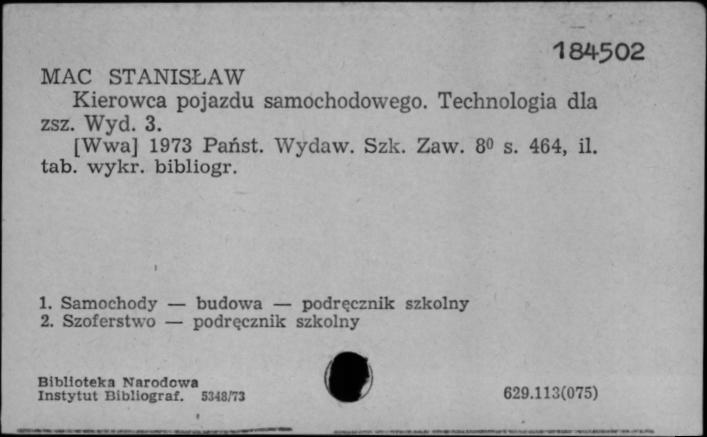 184502
MAC STANISŁAW
Kierowca pojazdu samochodowego. Technologia dla
zsz. Wyd. 3.
[Wwa] 1973 Państ. Wydaw. Szk. Zaw. 8⁰ s. 464, il.
tab. wykr. bibliogr.
1. Samochody — budowa — podręcznik szkolny
2. Szoferstwo — podręcznik szkolny
Biblioteka Narodowa
Instytut Bibliograf. 5348/73
629.113(075)